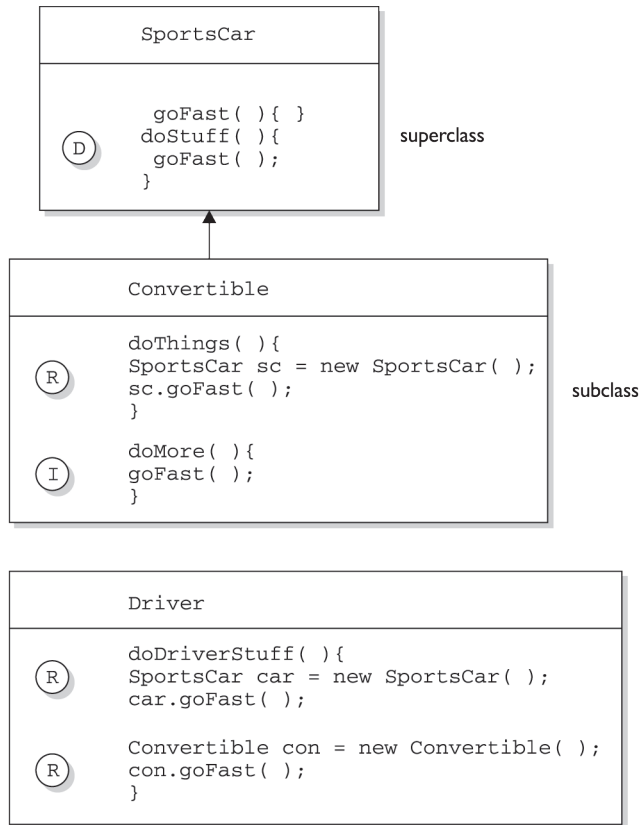 SportsCar
goFast( ){ }
D
doStuff( ){
goFast( );
}
superclass
Convertible
doThings( ){
R
SportsCar sc = new SportsCar( );
sc.goFast( );
}
subclass
doMore( ){
I
goFast( );
}
Driver
doDriverStuff( ){
R
SportsCar car = new SportsCar( );
car.goFast( );
Convertible con = new Convertible( );
R
con.goFast( );
}